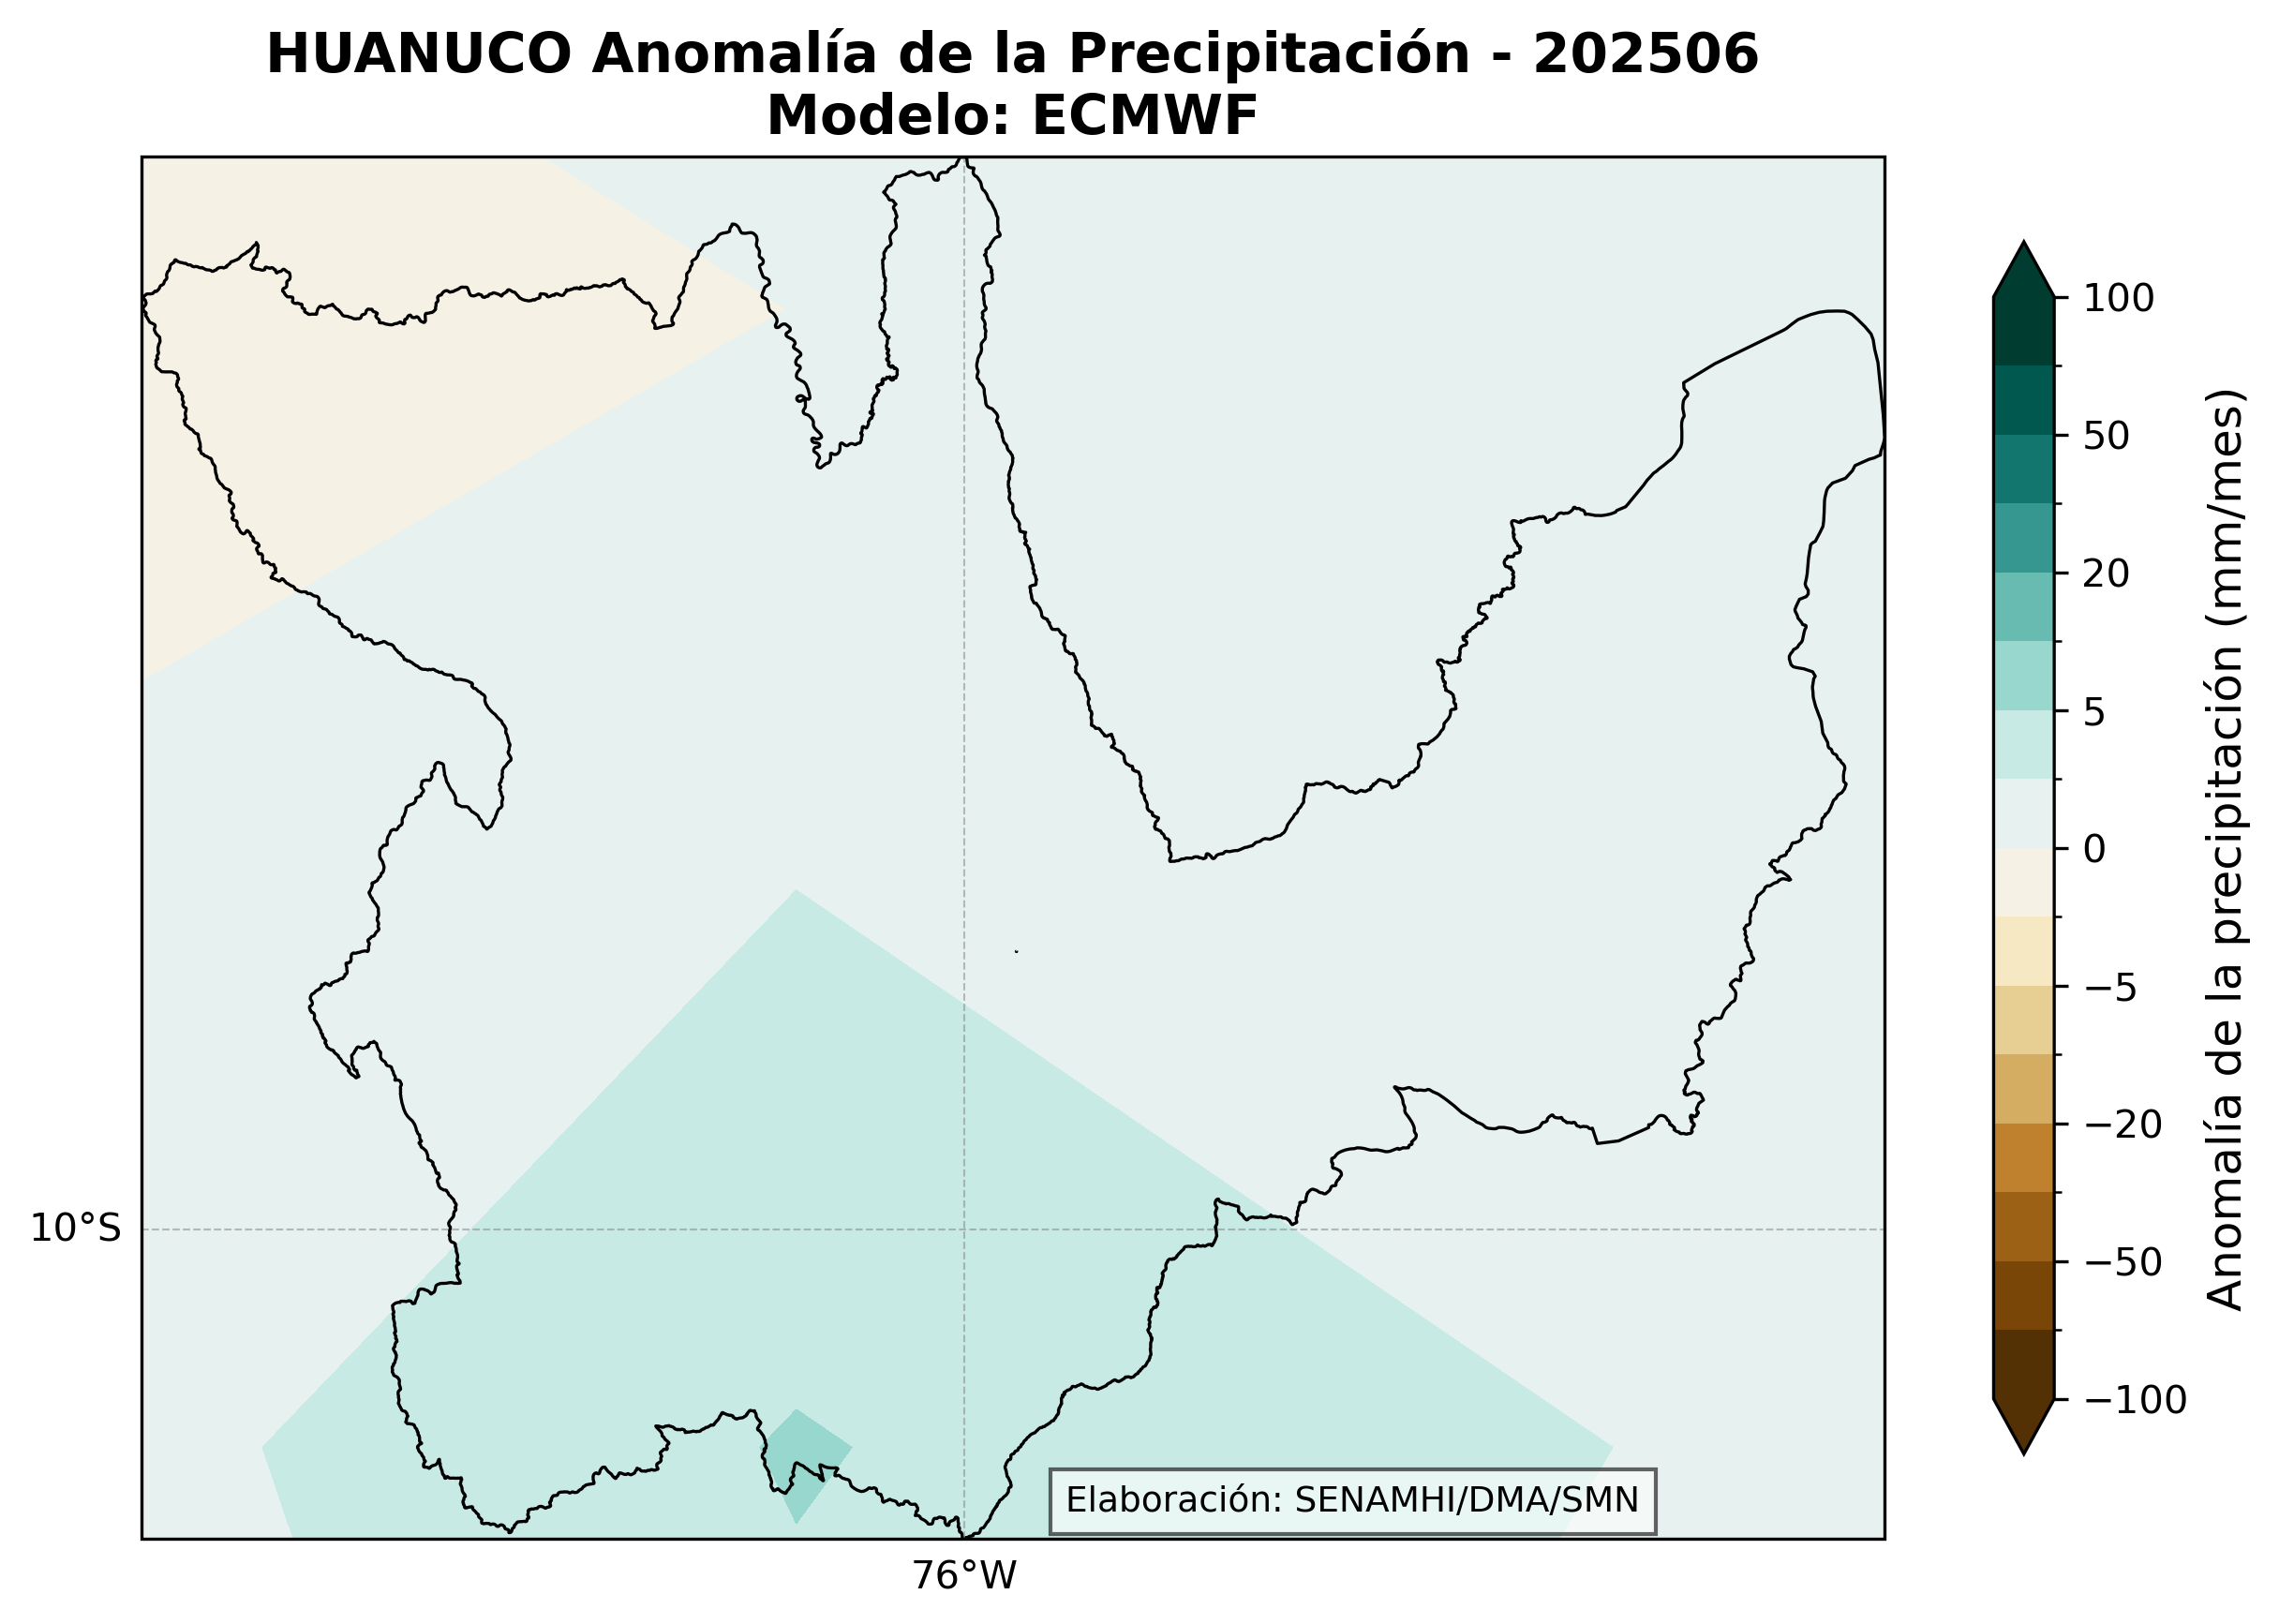 HUANUCO Anomalía de la Precipitación - 202506
Modelo: ECMWF
100
50
20
5
0
−5
−20
−50
−100
Anomalía de la precipitación (mm/mes)
10°S
Elaboración: SENAMHI/DMA/SMN
76°W